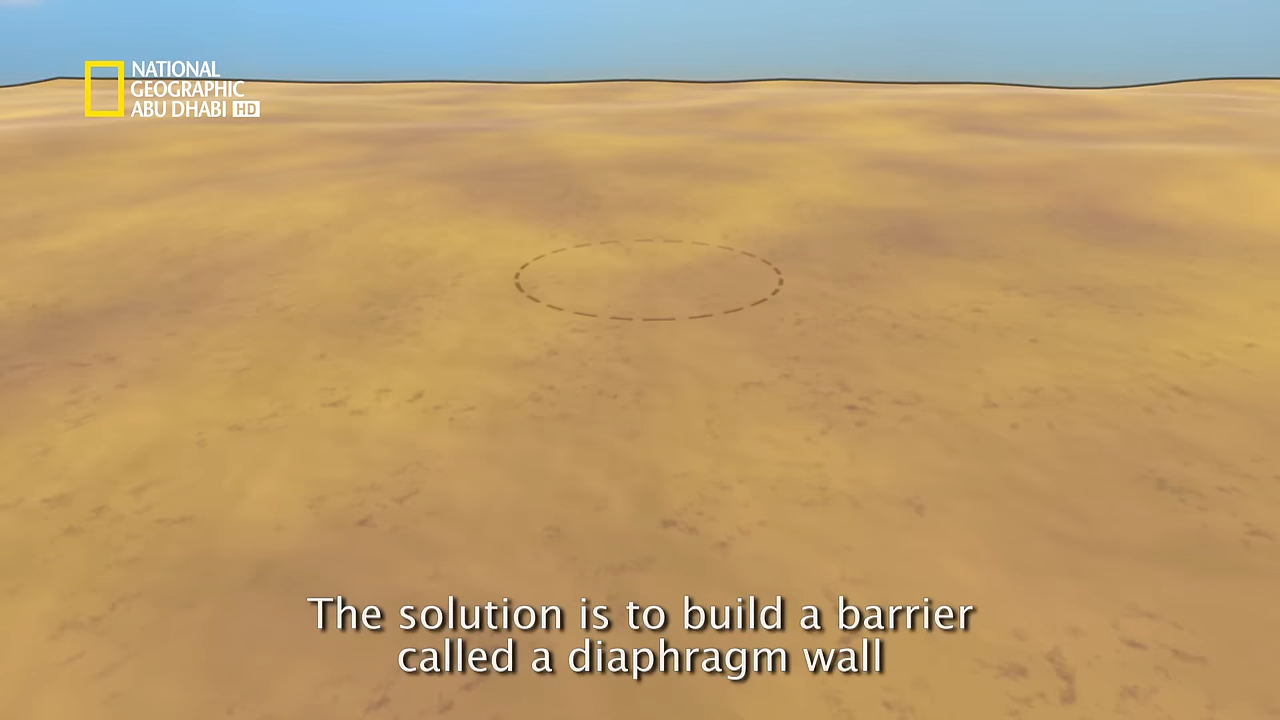 NATIONAL
GEOGRAPHIC
ABU DHABI HD
The solution is to build a barrier
called a diaphragm wall